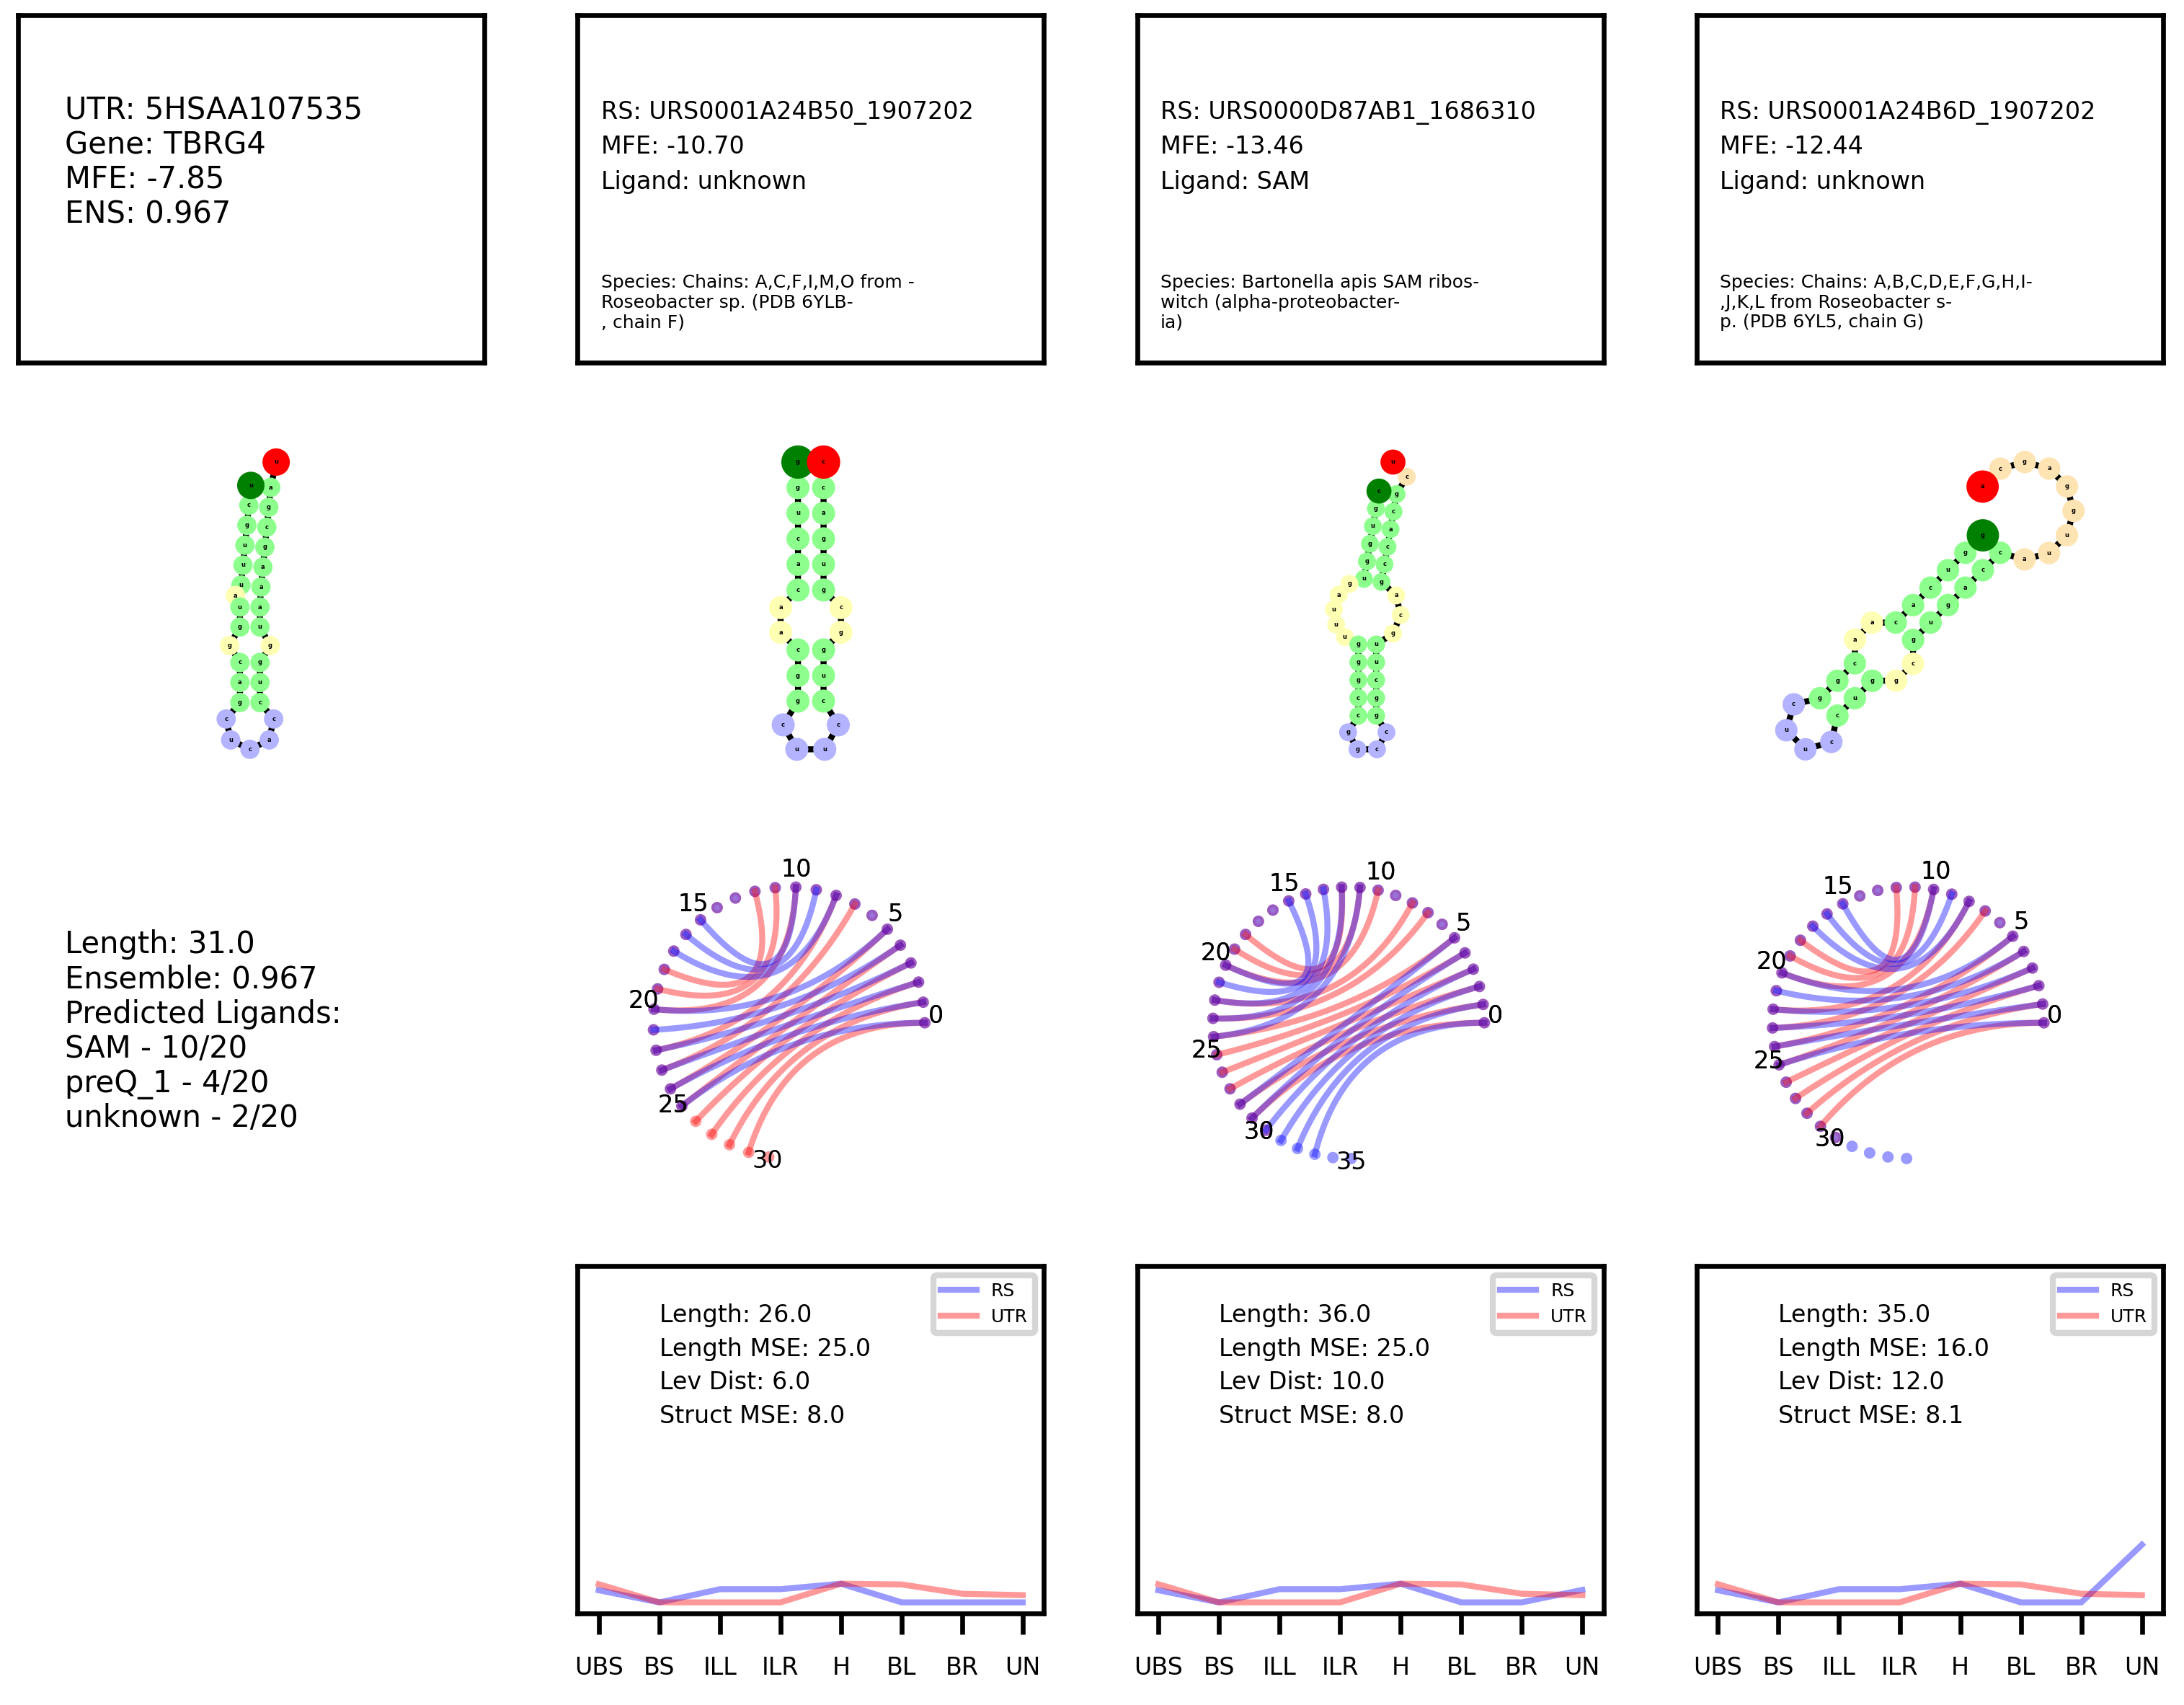 UTR: 5HSAA107535
Gene: TBRG4
MFE: -7.85
ENS: 0.967
RS: URS0001A24B50_1907202
MFE: -10.70
Ligand: unknown
Species: Chains: A,C,F,I,M,O from -
Roseobacter sp. (PDB 6YLB-
, chain F)
RS: URS0000D87AB1_1686310
MFE: -13.46
Ligand: SAM
Species: Bartonella apis SAM ribos-
witch (alpha-proteobacter-
ia)
RS: URS0001A24B6D_1907202
MFE: -12.44
Ligand: unknown
Species: Chains: A,B,C,D,E,F,G,H,I-
,J,K,L from Roseobacter s-
p. (PDB 6YL5, chain G)
Length: 31.0
Ensemble: 0.967
Predicted Ligands:
SAM - 10/20
preQ_1 - 4/20
unknown - 2/20
0
5
10
15
20
25
30
0
5
10
15
20
25
30
35
0
5
10
15
20
25
30
Length: 26.0
Length MSE: 25.0
Lev Dist: 6.0
Struct MSE: 8.0
RS
UTR
UBS BS ILL ILR H BL BR UN
Length: 36.0
Length MSE: 25.0
Lev Dist: 10.0
Struct MSE: 8.0
RS
UTR
UBS BS ILL ILR H BL BR UN
Length: 35.0
Length MSE: 16.0
Lev Dist: 12.0
Struct MSE: 8.1
RS
UTR
UBS BS ILL ILR H BL BR UN